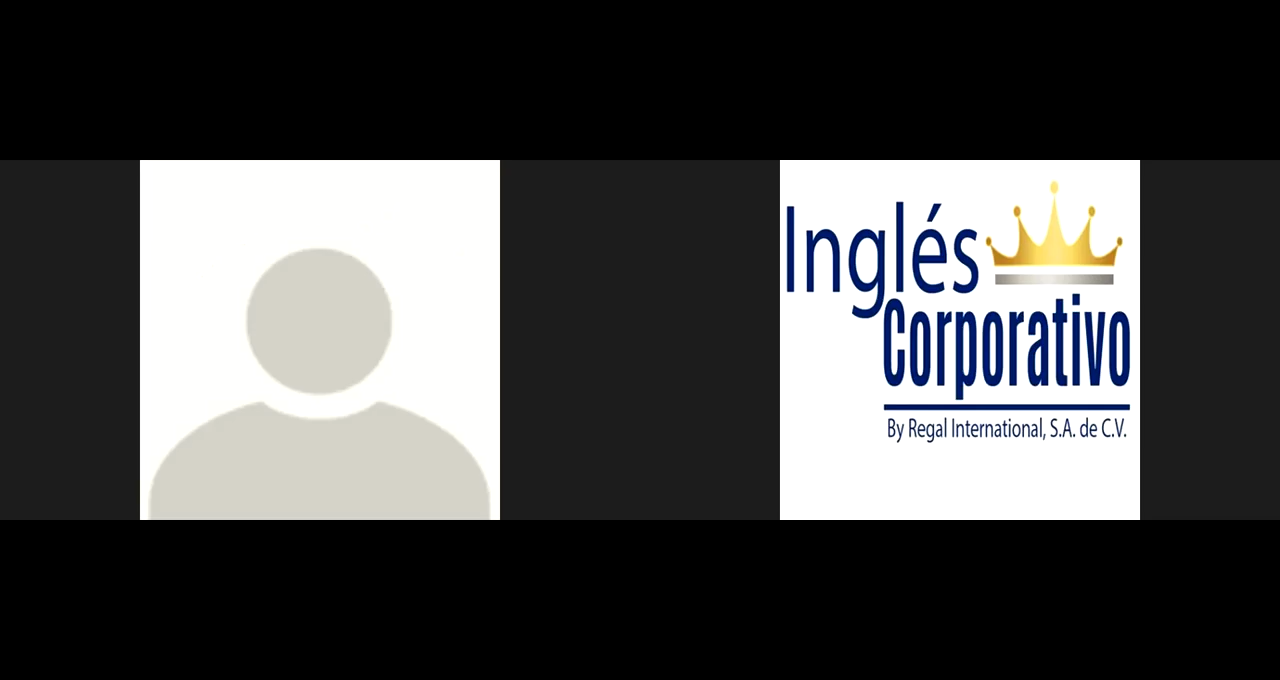 Inglés
Corporativo
By Regal International, S.A. de C.V.